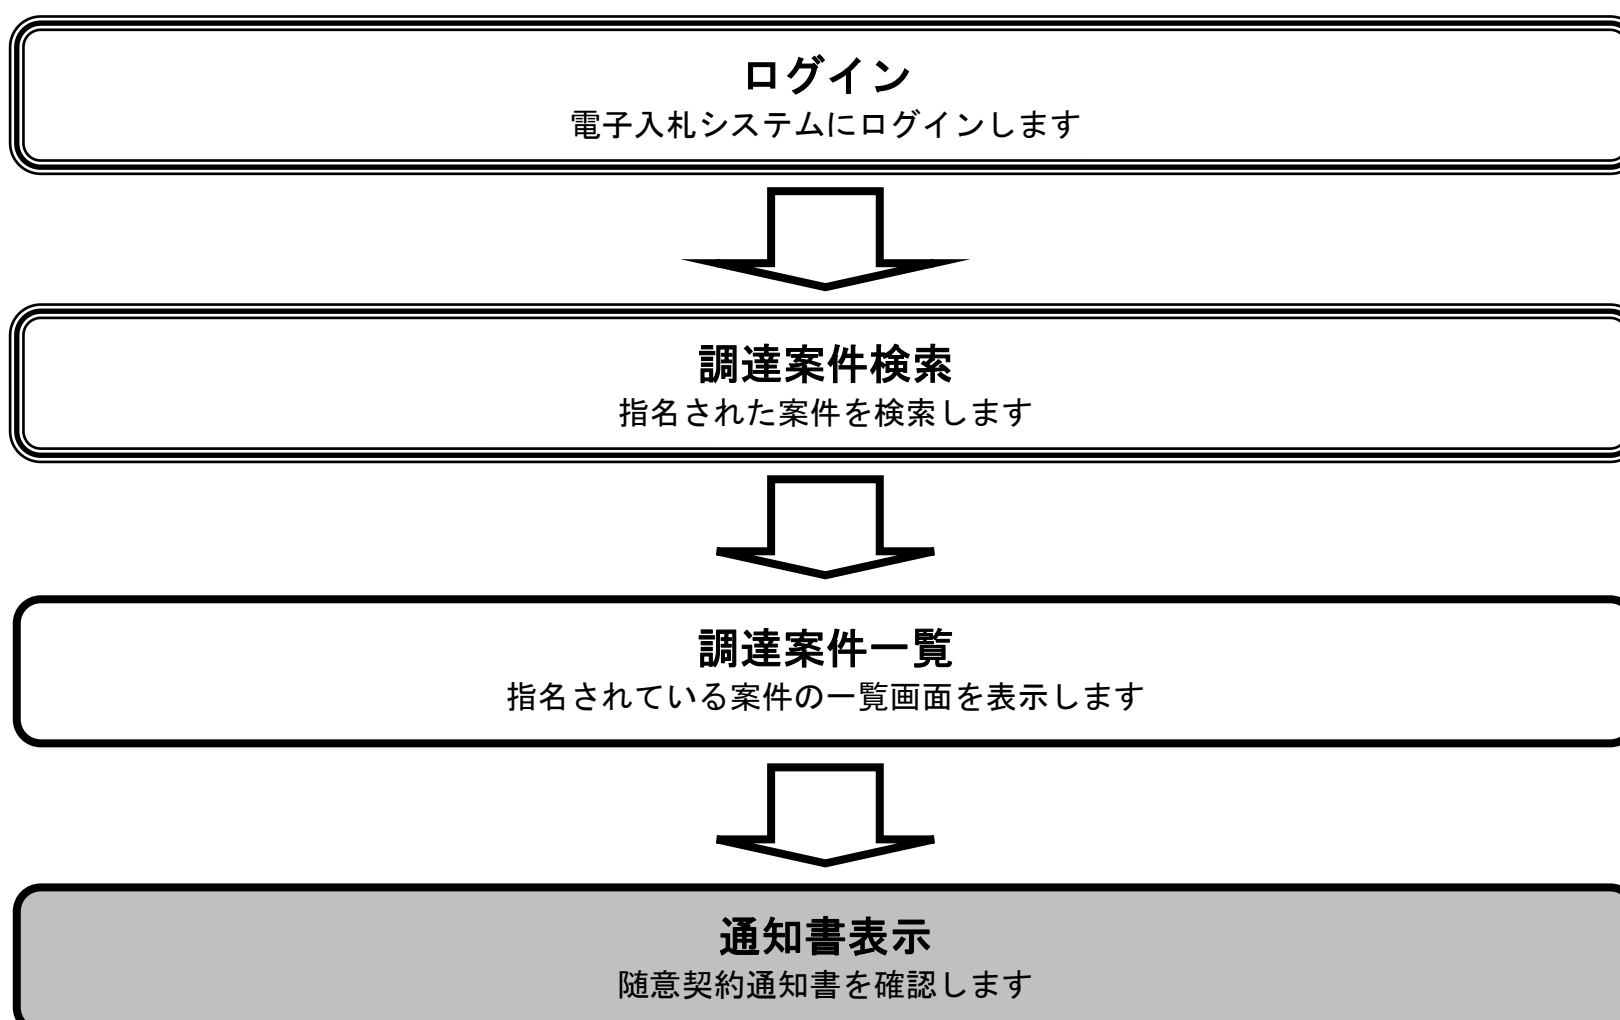 ログイン
電子入札システムにログインします
調達案件検索
指名された案件を検索します
調達案件一覧
指名されている案件の一覧画面を表示します
通知書表示
随意契約通知書を確認します